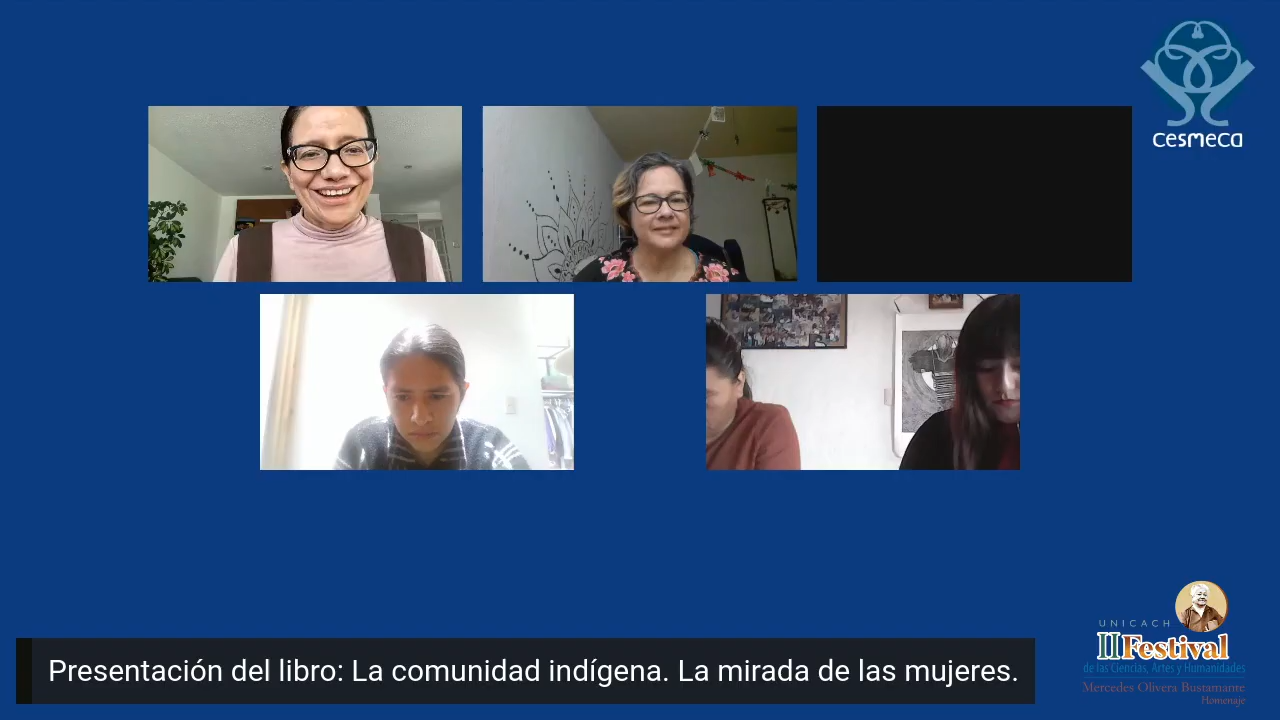 cesmeca
Presentación del libro: La comunidad indígena. La mirada de las mujeres.
UNICACH
II Festival
de las Ciencias, Artes y Humanidades
Mercedes Olivera Bustamante
Homenaje